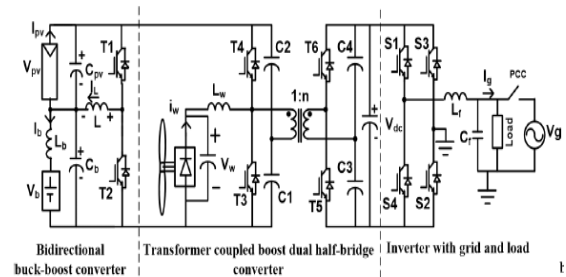 Ipv
Vpv
Cpv
T1
IL
L
Ib
Lb
Cb
Vb
T2
iw
Lw
Vw
T4
C2
1:n
T3
C1
T6
C4
T5
C3
Vdc
S1
S3
S4
S2
Lf
Ig
PCC
Cf
Load
Vg
Bidirectional
buck-boost converter
Transformer coupled boost dual half-bridge
converter
Inverter with grid and load
b